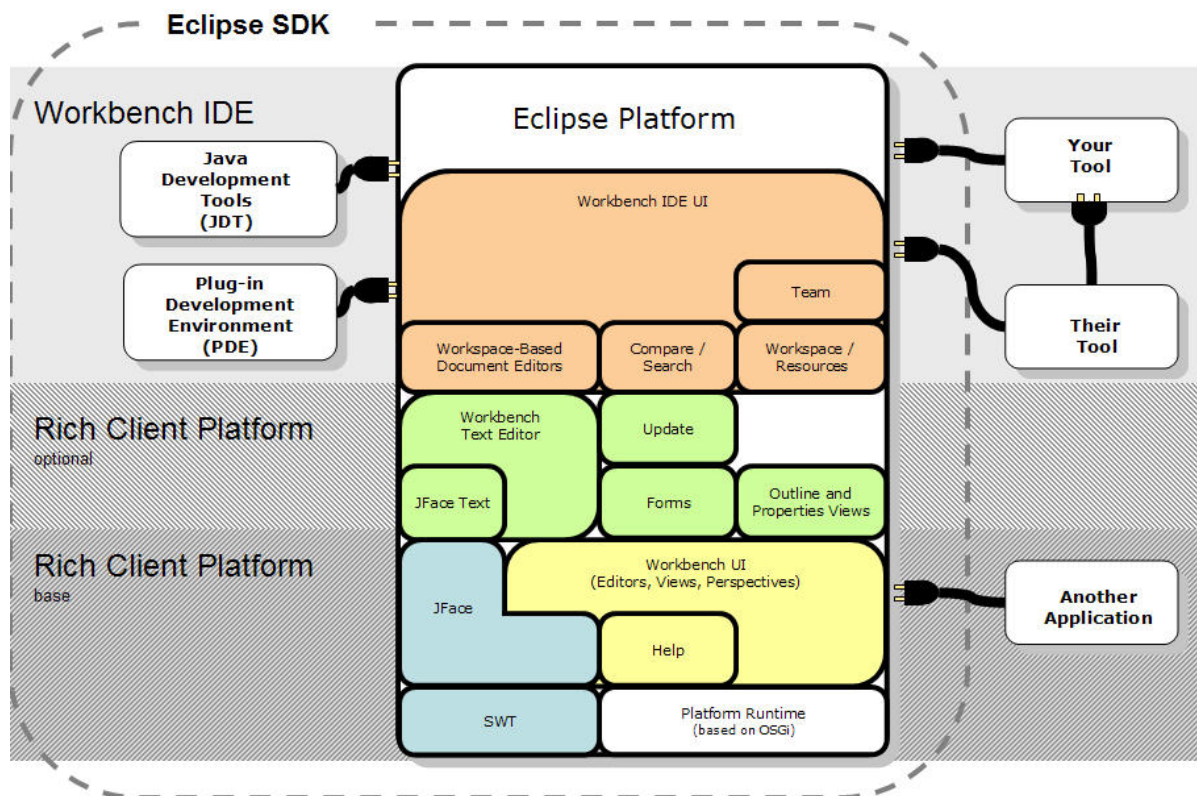 Eclipse SDK
Workbench IDE
Eclipse Platform
Java
Development
Tools
(JDT)
Your
Tool
Workbench IDE UI
Plug-in
Development
Environment
(PDE)
Team
Their
Tool
Workspace-Based
Document Editors
Compare /
Search
Workspace /
Resources
Rich Client Platform
optional
Workbench
Text Editor
Update
JFace Text
Forms
Outline and
Properties Views
Rich Client Platform
base
Workbench UI
(Editors, Views, Perspectives)
JFace
Help
Another
Application
SWT
Platform Runtime
(based on OSGi)